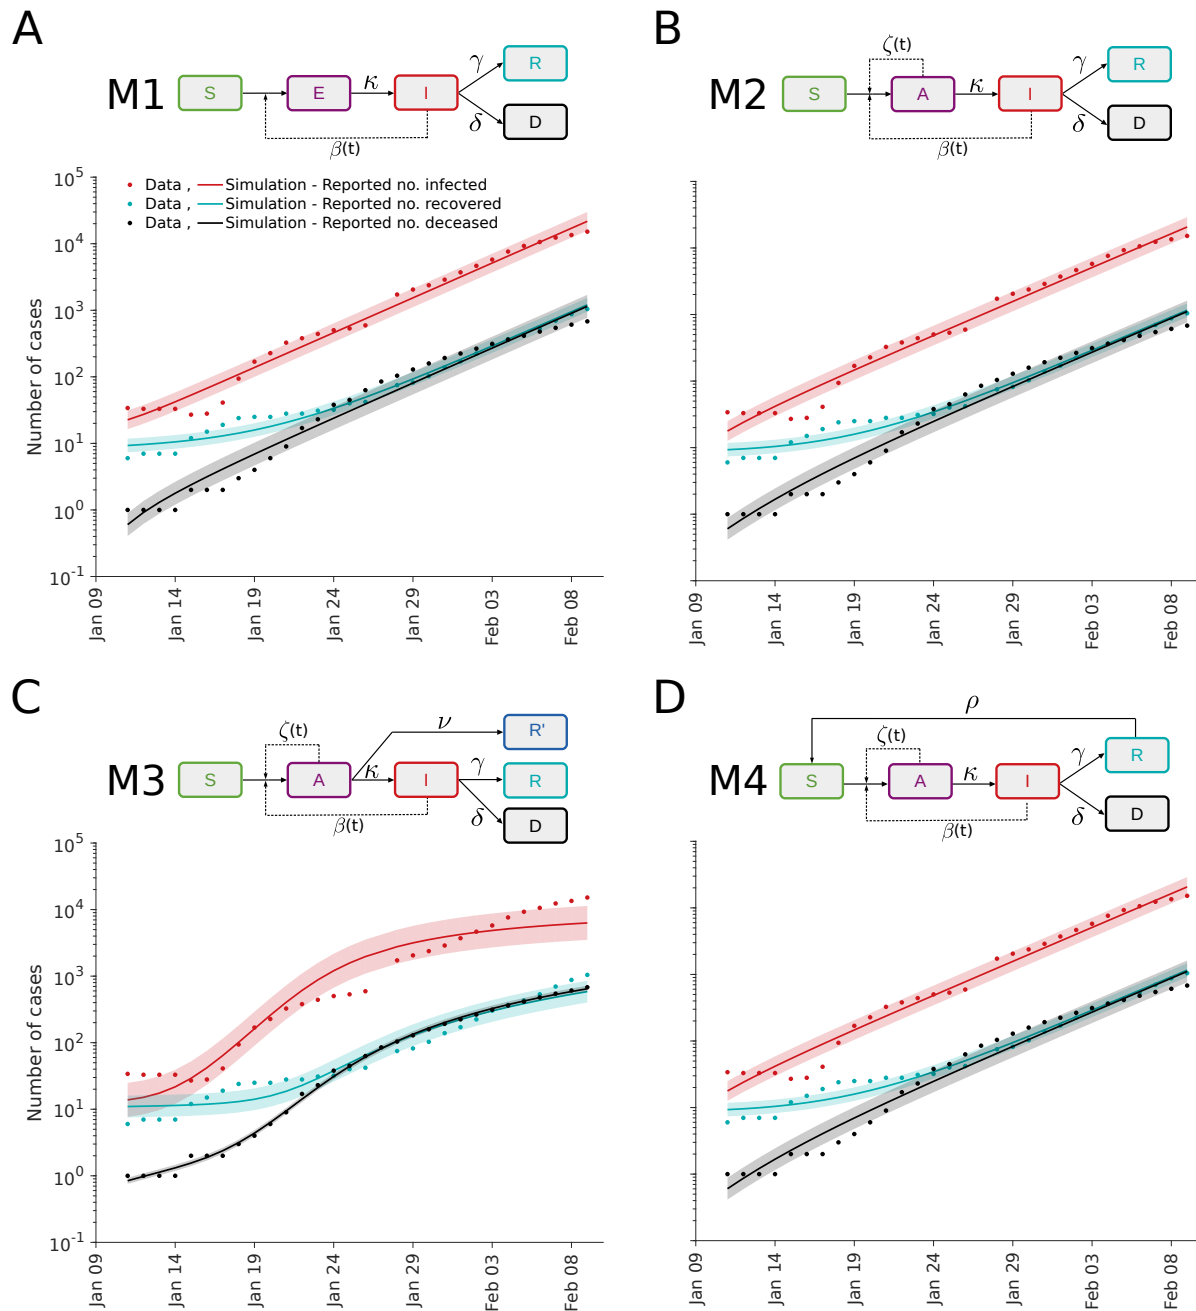 A
M1
S
E
κ
I
γ
δ
R
D
β(t)
Data , Simulation - Reported no. infected
Data , Simulation - Reported no. recovered
Data , Simulation - Reported no. deceased
Number of cases
10^5
10^4
10^3
10^2
10^1
10^0
10^-1
Jan 09
Jan 14
Jan 19
Jan 24
Jan 29
Feb 03
Feb 08
B
M2
ζ(t)
S
A
κ
I
γ
δ
R
D
β(t)
Jan 09
Jan 14
Jan 19
Jan 24
Jan 29
Feb 03
Feb 08
C
M3
ζ(t)
ν
R'
S
A
κ
I
γ
δ
R
D
β(t)
Number of cases
10^5
10^4
10^3
10^2
10^1
10^0
10^-1
Jan 09
Jan 14
Jan 19
Jan 24
Jan 29
Feb 03
Feb 08
D
M4
ρ
ζ(t)
S
A
κ
I
γ
δ
R
D
β(t)
Jan 09
Jan 14
Jan 19
Jan 24
Jan 29
Feb 03
Feb 08